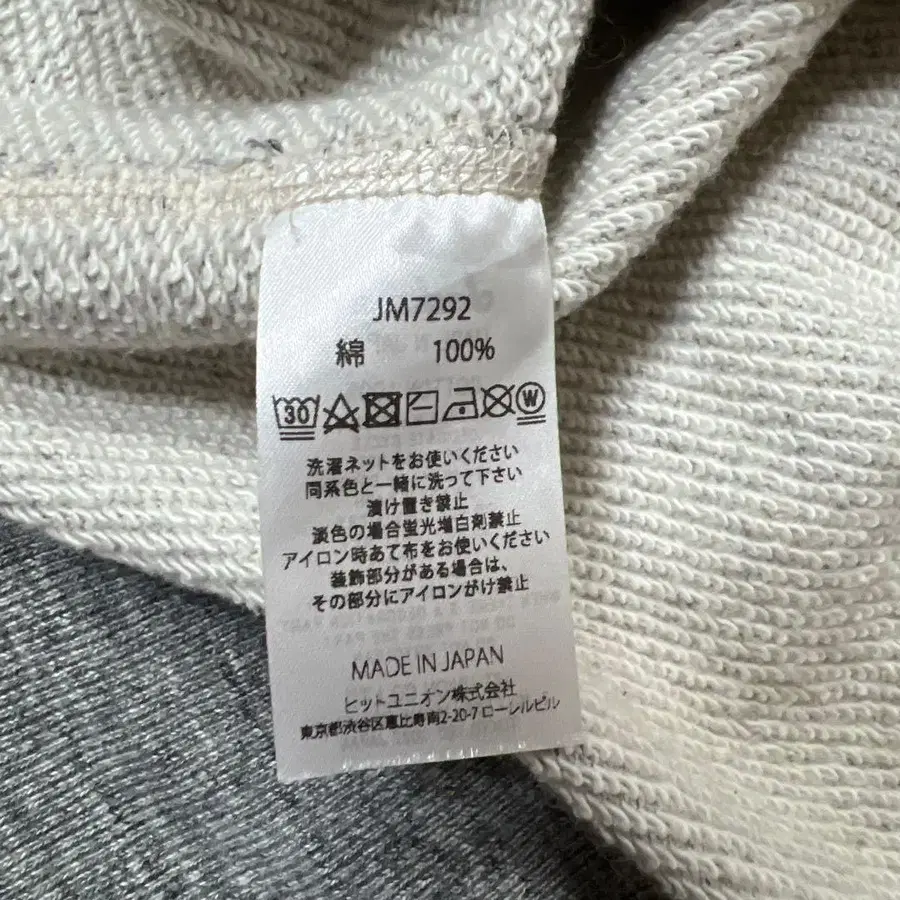 JM7292
綿 100%
30 W
洗濯ネットをお使いください
同系色と一緒に洗って下さい
漬け置き禁止
淡色の場合蛍光増白剤禁止
アイロン時あて布をお使いください
装飾部分がある場合は、
その部分にアイロンがけ禁止
MADE IN JAPAN
ヒットユニオン株式会社
東京都渋谷区恵比寿南2-20-7 ローレルビル